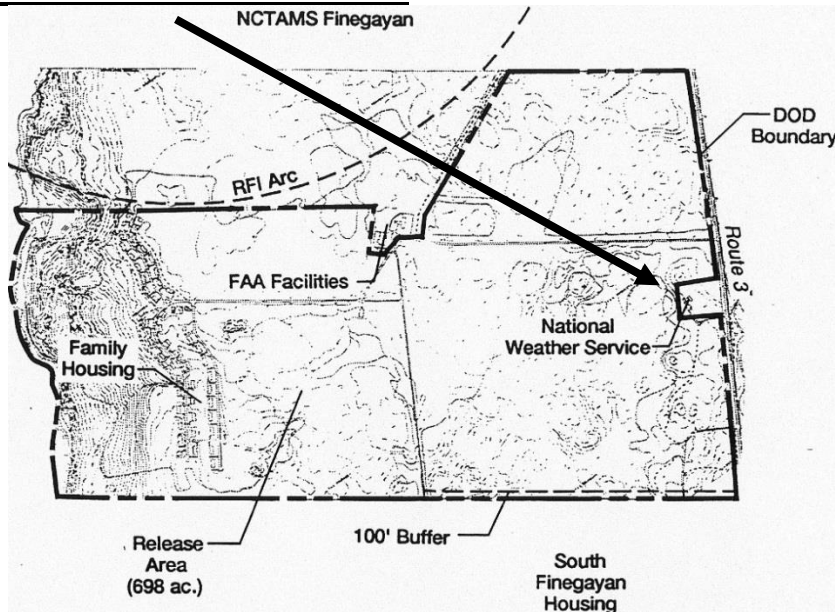 NCTAMS Finegayan
DOD
Boundary
RFI Arc
Route 3
FAA Facilities
National
Weather Service
Family
Housing
Release
Area
(698 ac.)
100' Buffer
South
Finegayan
Housing